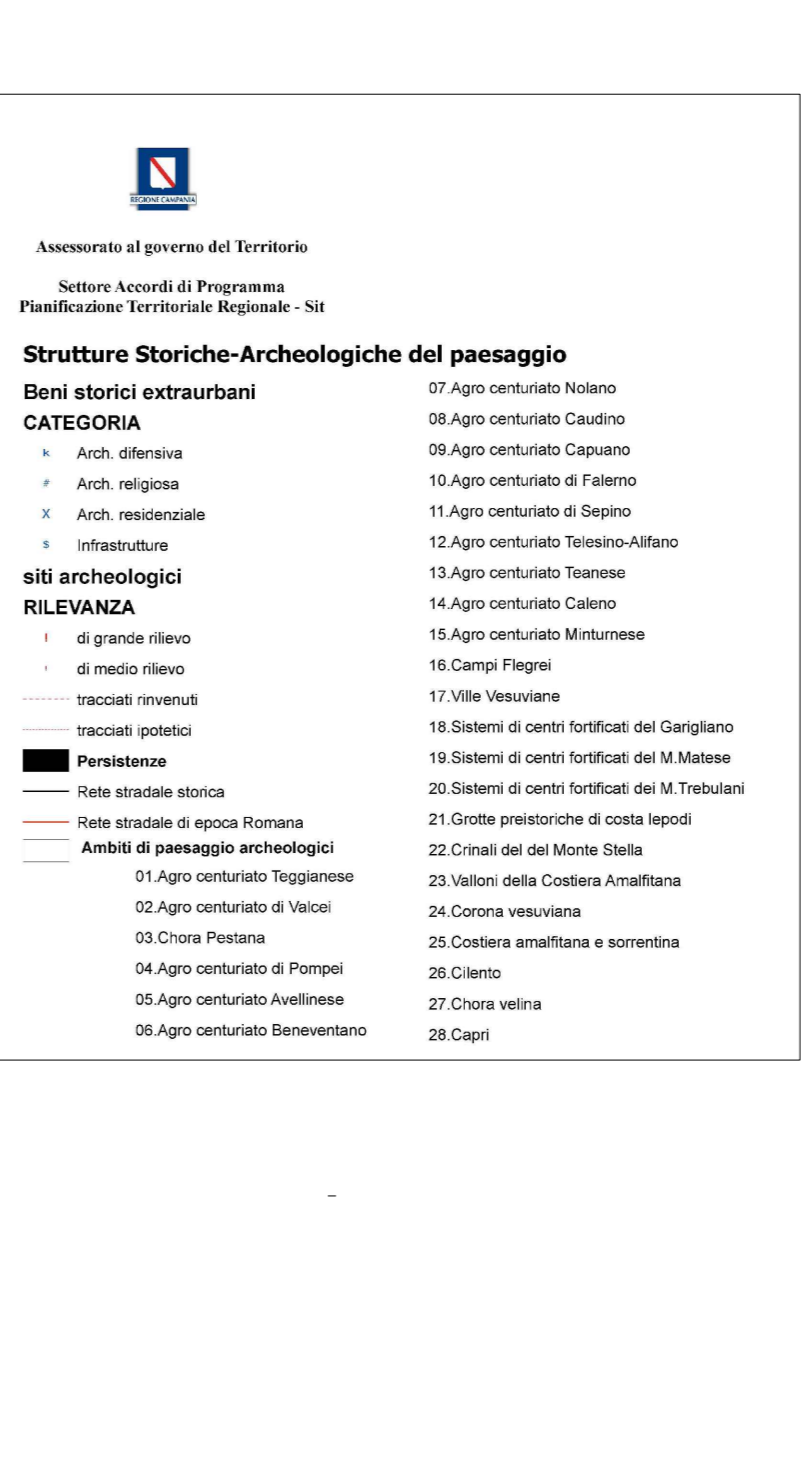 REGIONE CAMPANIA
Assessorato al governo del Territorio
Settore Accordi di Programma
Pianificazione Territoriale Regionale - Sit
Strutture Storiche-Archeologiche del paesaggio
Beni storici extraurbani
CATEGORIA
k Arch. difensiva
# Arch. religiosa
X Arch. residenziale
$ Infrastrutture
siti archeologici
RILEVANZA
! di grande rilievo
! di medio rilievo
tracciati rinvenuti
tracciati ipotetici
Persistenze
Rete stradale storica
Rete stradale di epoca Romana
Ambiti di paesaggio archeologici
01.Agro centuriato Teggianese
02.Agro centuriato di Valcei
03.Chora Pestana
04.Agro centuriato di Pompei
05.Agro centuriato Avellinese
06.Agro centuriato Beneventano
07.Agro centuriato Nolano
08.Agro centuriato Caudino
09.Agro centuriato Capuano
10.Agro centuriato di Falerno
11.Agro centuriato di Sepino
12.Agro centuriato Telesino-Alifano
13.Agro centuriato Teanese
14.Agro centuriato Caleno
15.Agro centuriato Minturnese
16.Campi Flegrei
17.Ville Vesuviane
18.Sistemi di centri fortificati del Garigliano
19.Sistemi di centri fortificati del M.Matese
20.Sistemi di centri fortificati dei M.Trebulani
21.Grotte preistoriche di costa lepodi
22.Crinali del del Monte Stella
23.Valloni della Costiera Amalfitana
24.Corona vesuviana
25.Costiera amalfitana e sorrentina
26.Cilento
27.Chora velina
28.Capri
–